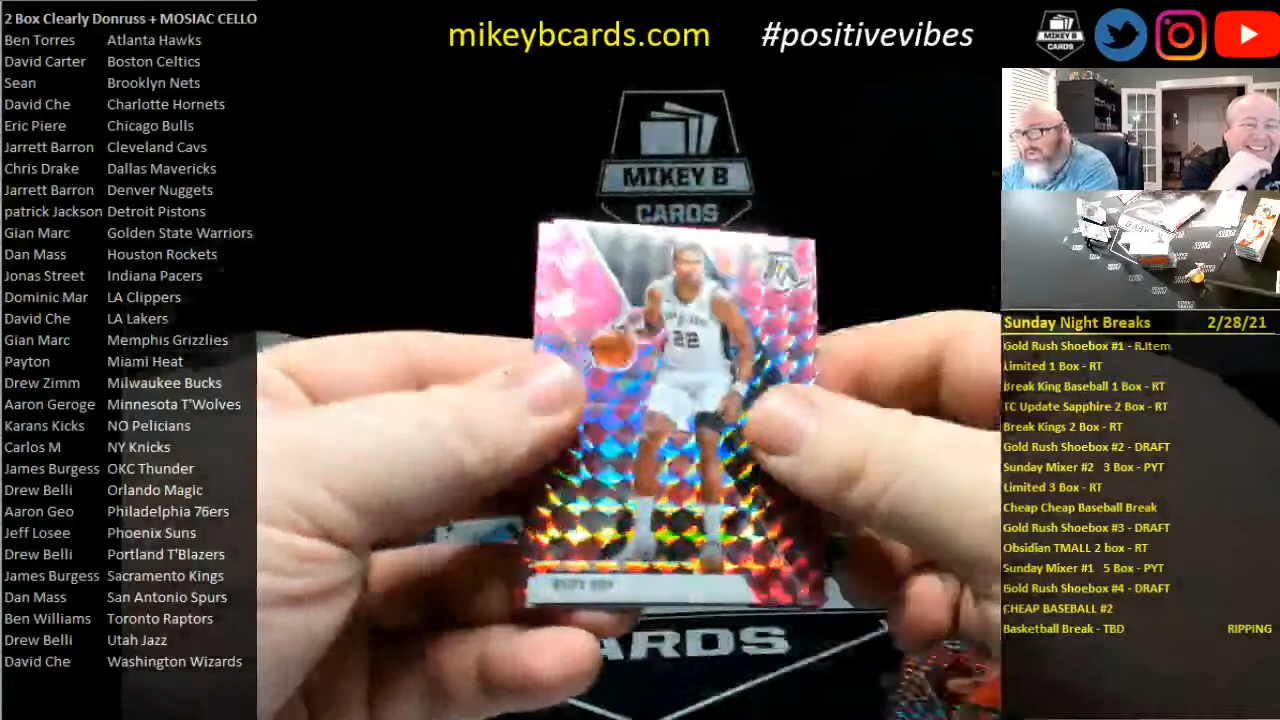 2 Box Clearly Donruss + MOSIAC CELLO
Ben Torres Atlanta Hawks
David Carter Boston Celtics
Sean Brooklyn Nets
David Che Charlotte Hornets
Eric Piere Chicago Bulls
Jarrett Barron Cleveland Cavs
Chris Drake Dallas Mavericks
Jarrett Barron Denver Nuggets
patrick Jackson Detroit Pistons
Gian Marc Golden State Warriors
Dan Mass Houston Rockets
Jonas Street Indiana Pacers
Dominic Mar LA Clippers
David Che LA Lakers
Gian Marc Memphis Grizzlies
Payton Miami Heat
Drew Zimm Milwaukee Bucks
Aaron Geroge Minnesota T'Wolves
Karans Kicks NO Pelicians
Carlos M NY Knicks
James Burgess OKC Thunder
Drew Belli Orlando Magic
Aaron Geo Philadelphia 76ers
Jeff Losee Phoenix Suns
Drew Belli Portland T'Blazers
James Burgess Sacramento Kings
Dan Mass San Antonio Spurs
Ben Williams Toronto Raptors
Drew Belli Utah Jazz
David Che Washington Wizards
mikeybcards.com #positivevibes
MIKEY B
CARDS
MIKEY B
CARDS
22
RUDY GAY
CARDS
Sunday Night Breaks 2/28/21
Gold Rush Shoebox #1 - R.Item
Limited 1 Box - RT
Break King Baseball 1 Box - RT
TC Update Sapphire 2 Box - RT
Break Kings 2 Box - RT
Gold Rush Shoebox #2 - DRAFT
Sunday Mixer #2 3 Box - PYT
Limited 3 Box - RT
Cheap Cheap Baseball Break
Gold Rush Shoebox #3 - DRAFT
Obsidian TMALL 2 box - RT
Sunday Mixer #1 5 Box - PYT
Gold Rush Shoebox #4 - DRAFT
CHEAP BASEBALL #2
Basketball Break - TBD RIPPING